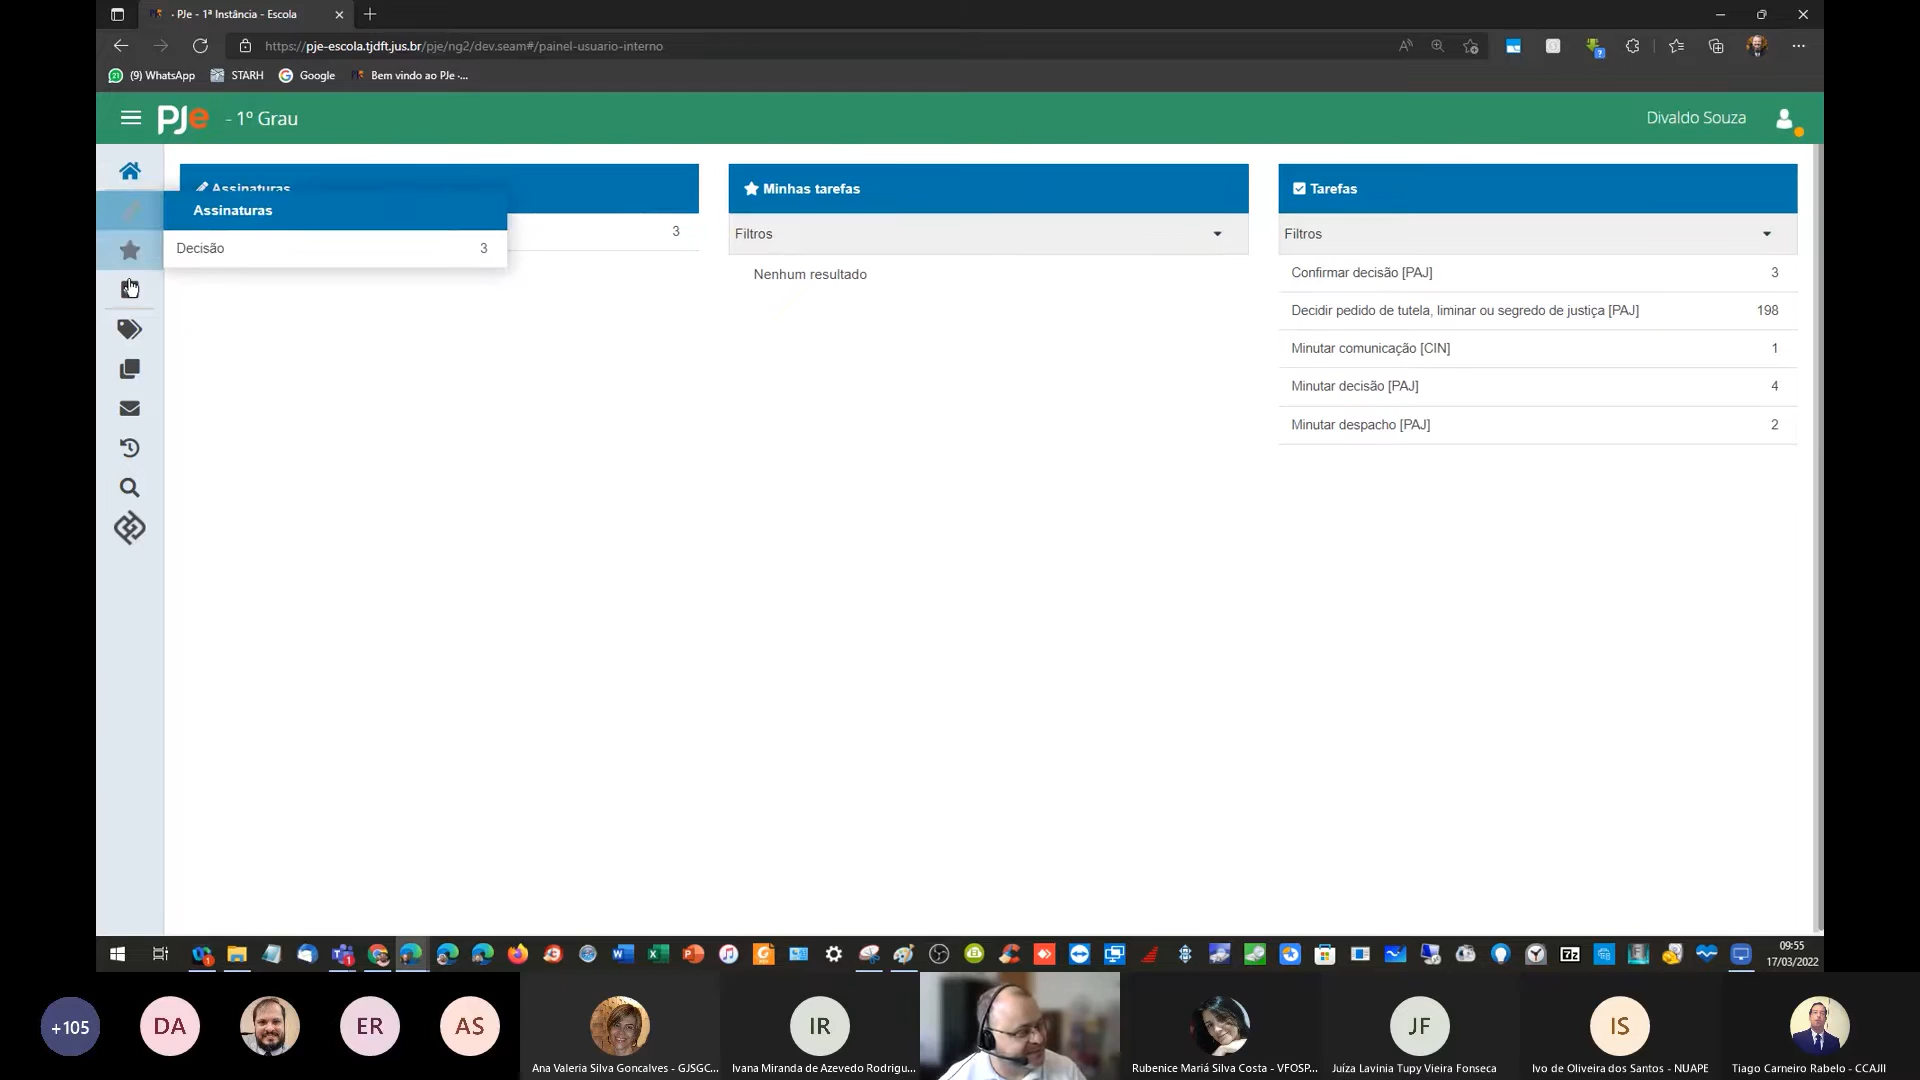 · PJe - 1ª Instância - Escola
https://pje-escola.tjdft.jus.br/pje/ng2/dev.seam#/painel-usuario-interno
(9) WhatsApp
STARH
Google
Bem vindo ao PJe ·...
PJe - 1º Grau
Divaldo Souza
Assinaturas
3
Assinaturas
Decisão 3
Minhas tarefas
Filtros
Nenhum resultado
Tarefas
Filtros
Confirmar decisão [PAJ] 3
Decidir pedido de tutela, liminar ou segredo de justiça [PAJ] 198
Minutar comunicação [CIN] 1
Minutar decisão [PAJ] 4
Minutar despacho [PAJ] 2
09:55
17/03/2022
+105
DA
ER
AS
Ana Valeria Silva Goncalves - GJSGC...
IR
Ivana Miranda de Azevedo Rodrigu...
Rubenice Mariá Silva Costa - VFOSP...
JF
Juíza Lavinia Tupy Vieira Fonseca
IS
Ivo de Oliveira dos Santos - NUAPE
Tiago Carneiro Rabelo - CCAJII